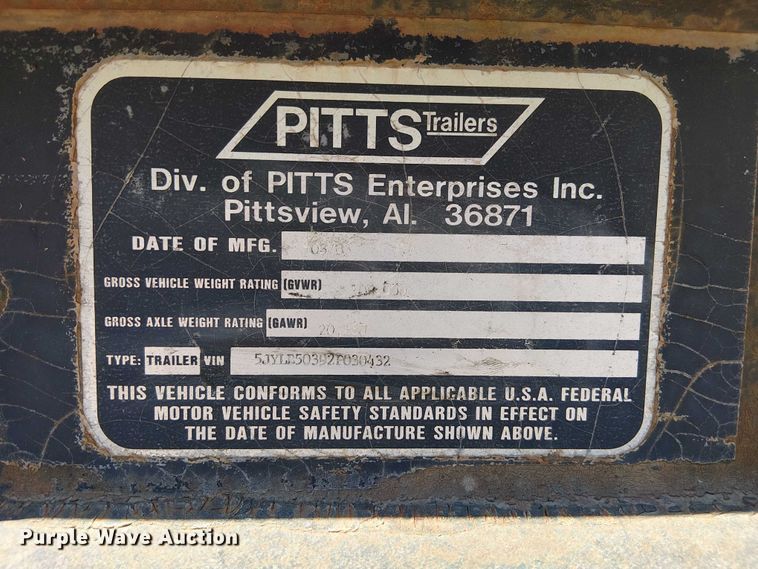 PITTS Trailers
Div. of PITTS Enterprises Inc.
Pittsview, Al. 36871
DATE OF MFG.
GROSS VEHICLE WEIGHT RATING (GVWR)
GROSS AXLE WEIGHT RATING (GAWR)
TYPE: TRAILER VIN
THIS VEHICLE CONFORMS TO ALL APPLICABLE U.S.A. FEDERAL
MOTOR VEHICLE SAFETY STANDARDS IN EFFECT ON
THE DATE OF MANUFACTURE SHOWN ABOVE.
Purple Wave Auction